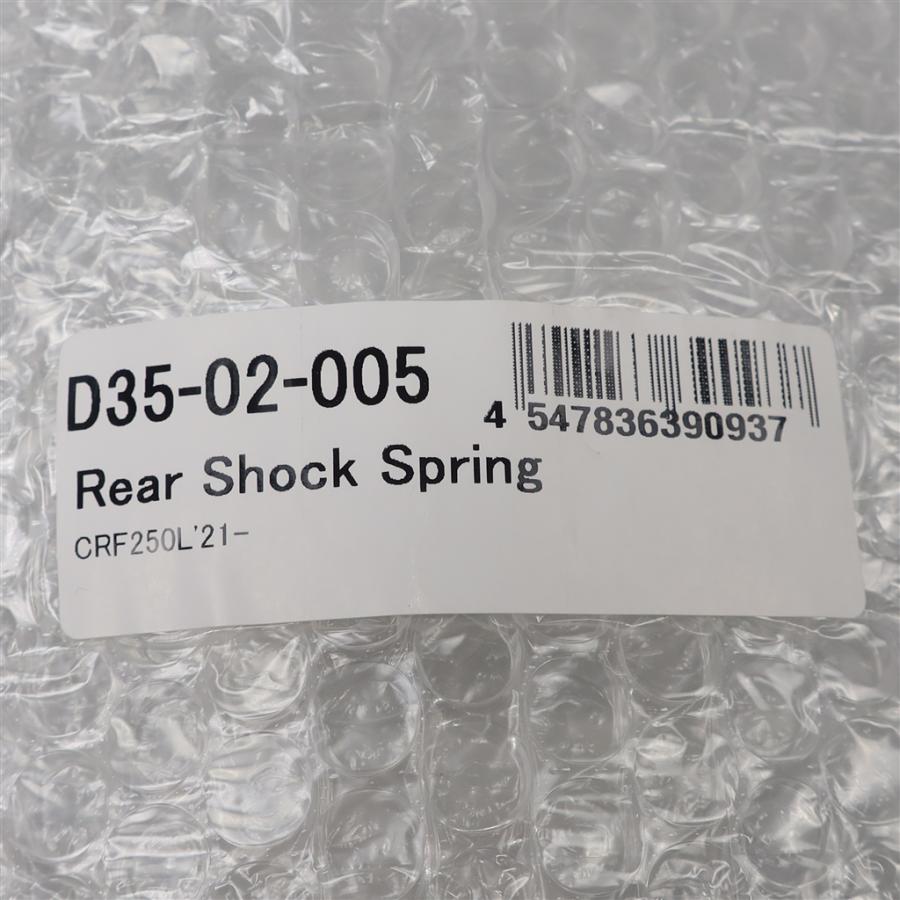 D35-02-005
4 547836390937
Rear Shock Spring
CRF250L'21-